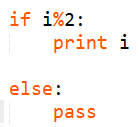 if i%2:
    print i
else:
    pass